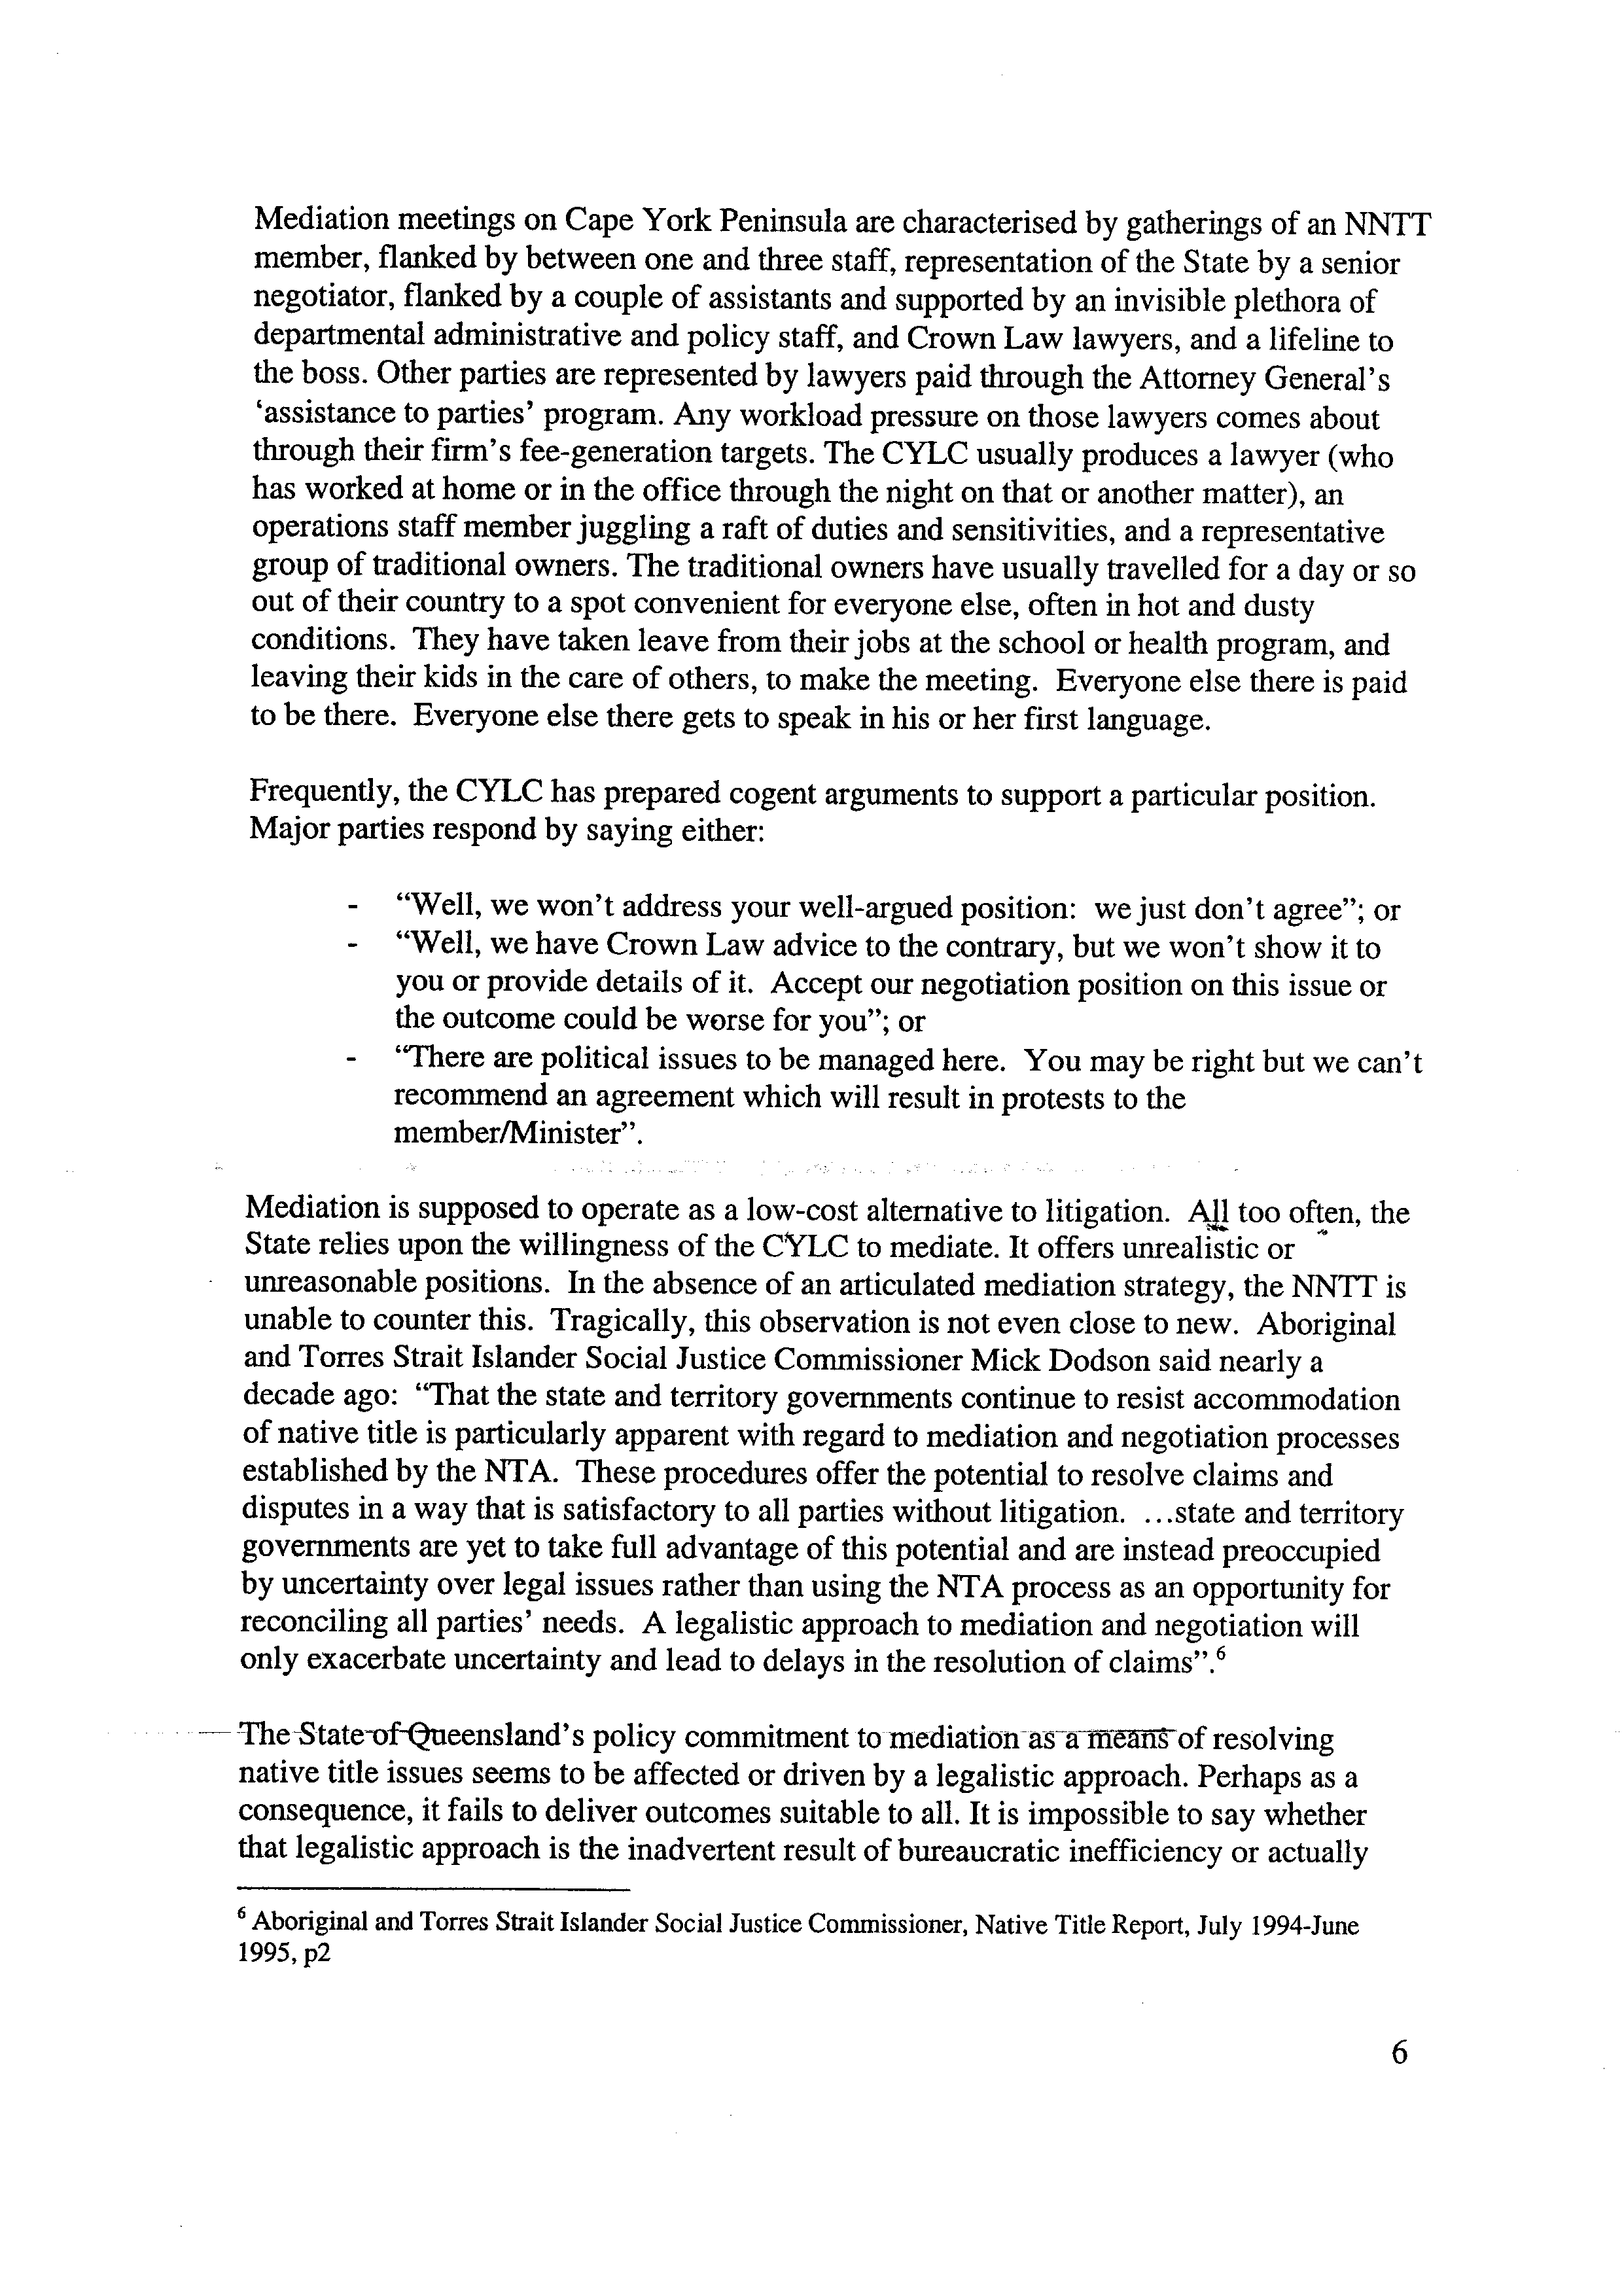 Mediation meetings on Cape York Peninsula are characterised by gatherings of an NNTT
member, flanked by between one and three staff, representation of the State by a senior
negotiator, flanked by a couple of assistants and supported by an invisible plethora of
departmental administrative and policy staff, and Crown Law lawyers, and a lifeline to
the boss. Other parties are represented by lawyers paid through the Attorney General's
'assistance to parties' program. Any workload pressure on those lawyers comes about
through their firm's fee-generation targets. The CYLC usually produces a lawyer (who
has worked at home or in the office through the night on that or another matter), an
operations staff member juggling a raft of duties and sensitivities, and a representative
group of traditional owners. The traditional owners have usually travelled for a day or so
out of their country to a spot convenient for everyone else, often in hot and dusty
conditions. They have taken leave from their jobs at the school or health program, and
leaving their kids in the care of others, to make the meeting. Everyone else there is paid
to be there. Everyone else there gets to speak in his or her first language.
Frequently, the CYLC has prepared cogent arguments to support a particular position.
Major parties respond by saying either:
- "Well, we won't address your well-argued position: we just don't agree"; or
- "Well, we have Crown Law advice to the contrary, but we won't show it to
you or provide details of it. Accept our negotiation position on this issue or
the outcome could be worse for you"; or
- "There are political issues to be managed here. You may be right but we can't
recommend an agreement which will result in protests to the
member/Minister".
Mediation is supposed to operate as a low-cost alternative to litigation. All too often, the
State relies upon the willingness of the CYLC to mediate. It offers unrealistic or
unreasonable positions. In the absence of an articulated mediation strategy, the NNTT is
unable to counter this. Tragically, this observation is not even close to new. Aboriginal
and Torres Strait Islander Social Justice Commissioner Mick Dodson said nearly a
decade ago: "That the state and territory governments continue to resist accommodation
of native title is particularly apparent with regard to mediation and negotiation processes
established by the NTA. These procedures offer the potential to resolve claims and
disputes in a way that is satisfactory to all parties without litigation. ...state and territory
governments are yet to take full advantage of this potential and are instead preoccupied
by uncertainty over legal issues rather than using the NTA process as an opportunity for
reconciling all parties' needs. A legalistic approach to mediation and negotiation will
only exacerbate uncertainty and lead to delays in the resolution of claims".⁶
The State of Queensland's policy commitment to mediation as a means of resolving
native title issues seems to be affected or driven by a legalistic approach. Perhaps as a
consequence, it fails to deliver outcomes suitable to all. It is impossible to say whether
that legalistic approach is the inadvertent result of bureaucratic inefficiency or actually
⁶ Aboriginal and Torres Strait Islander Social Justice Commissioner, Native Title Report, July 1994-June
1995, p2
6